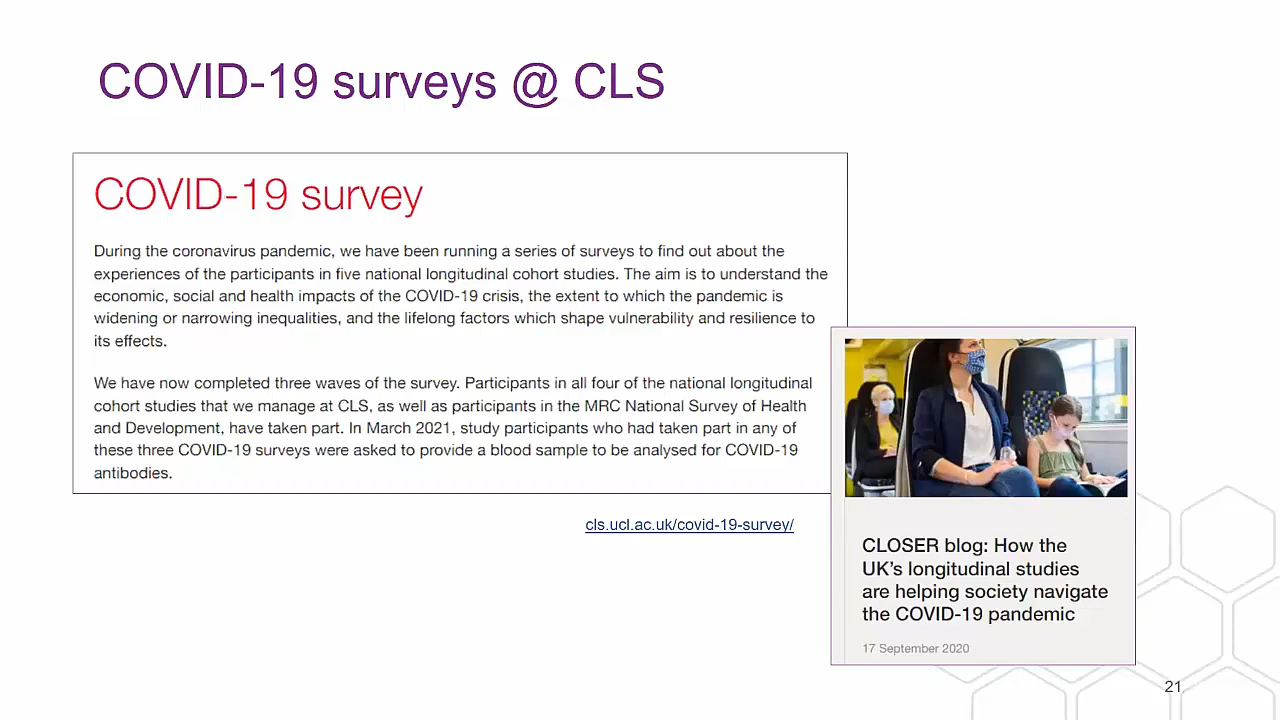 COVID-19 surveys @ CLS
COVID-19 survey
During the coronavirus pandemic, we have been running a series of surveys to find out about the
experiences of the participants in five national longitudinal cohort studies. The aim is to understand the
economic, social and health impacts of the COVID-19 crisis, the extent to which the pandemic is
widening or narrowing inequalities, and the lifelong factors which shape vulnerability and resilience to
its effects.
We have now completed three waves of the survey. Participants in all four of the national longitudinal
cohort studies that we manage at CLS, as well as participants in the MRC National Survey of Health
and Development, have taken part. In March 2021, study participants who had taken part in any of
these three COVID-19 surveys were asked to provide a blood sample to be analysed for COVID-19
antibodies.
cls.ucl.ac.uk/covid-19-survey/
CLOSER blog: How the
UK's longitudinal studies
are helping society navigate
the COVID-19 pandemic
17 September 2020
21